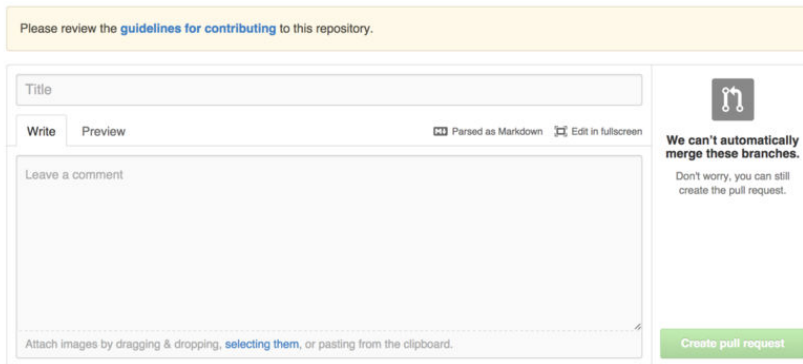 Please review the guidelines for contributing to this repository.
Title
Write Preview Parsed as Markdown Edit in fullscreen
Leave a comment
Attach images by dragging & dropping, selecting them, or pasting from the clipboard.
We can't automatically
merge these branches.
Don't worry, you can still
create the pull request.
Create pull request